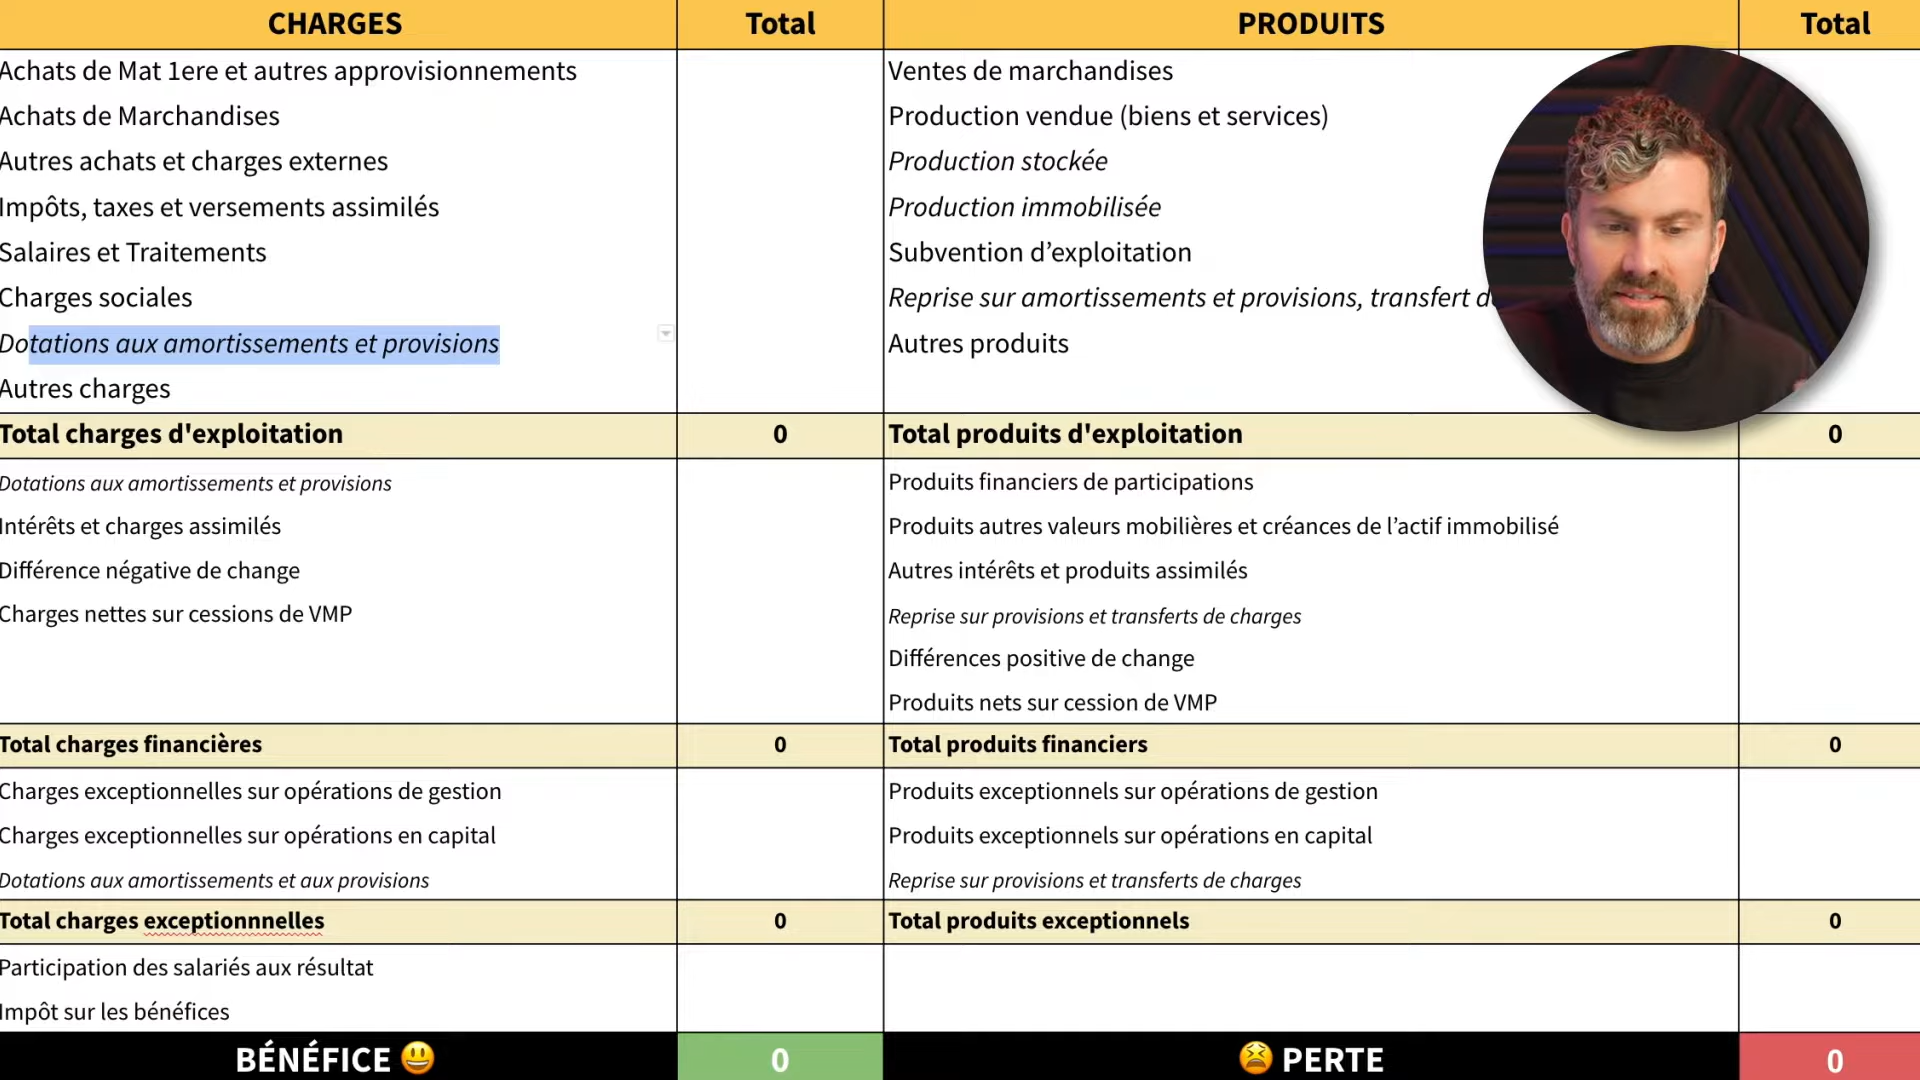 CHARGES Total PRODUITS Total
Achats de Mat 1ere et autres approvisionnements Ventes de marchandises
Achats de Marchandises Production vendue (biens et services)
Autres achats et charges externes Production stockée
Impôts, taxes et versements assimilés Production immobilisée
Salaires et Traitements Subvention d’exploitation
Charges sociales Reprise sur amortissements et provisions, transfert
Dotations aux amortissements et provisions Autres produits
Autres charges
Total charges d'exploitation 0 Total produits d'exploitation 0
Dotations aux amortissements et provisions Produits financiers de participations
Intérêts et charges assimilés Produits autres valeurs mobilières et créances de l’actif immobilisé
Différence négative de change Autres intérêts et produits assimilés
Charges nettes sur cessions de VMP Reprise sur provisions et transferts de charges
Différences positive de change
Produits nets sur cession de VMP
Total charges financières 0 Total produits financiers 0
Charges exceptionnelles sur opérations de gestion Produits exceptionnels sur opérations de gestion
Charges exceptionnelles sur opérations en capital Produits exceptionnels sur opérations en capital
Dotations aux amortissements et aux provisions Reprise sur provisions et transferts de charges
Total charges exceptionnnelles 0 Total produits exceptionnels 0
Participation des salariés aux résultat
Impôt sur les bénéfices
BÉNÉFICE 😃 0 😫 PERTE 0